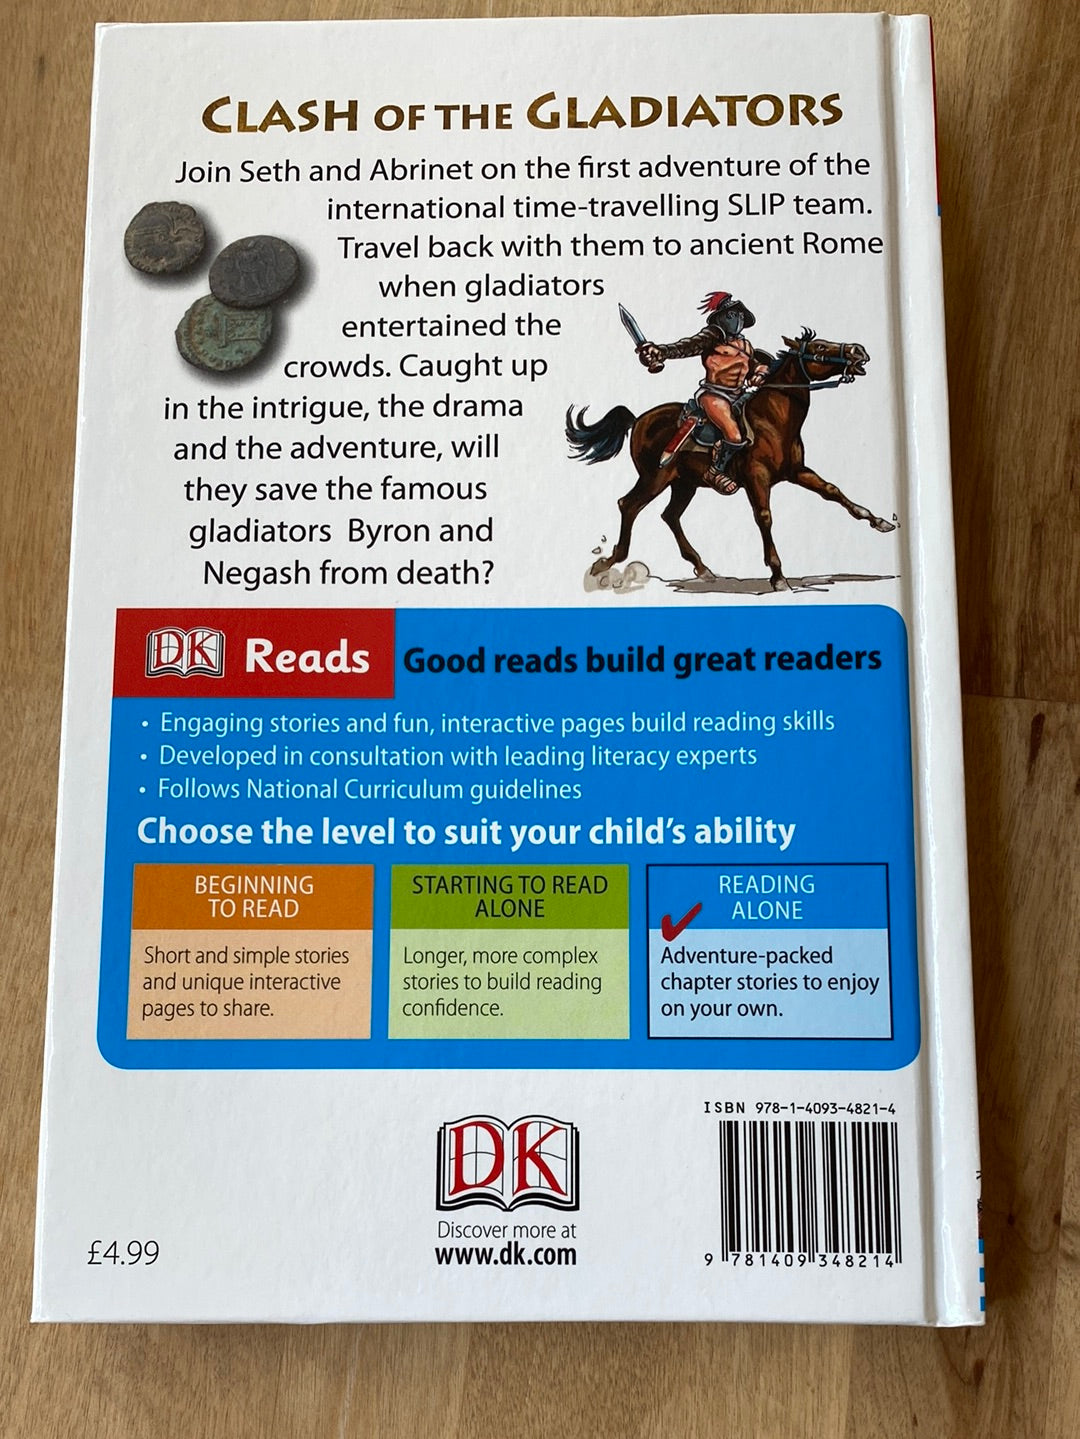 CLASH OF THE GLADIATORS
Join Seth and Abrinet on the first adventure of the
international time-travelling SLIP team.
Travel back with them to ancient Rome
when gladiators
entertained the
crowds. Caught up
in the intrigue, the drama
and the adventure, will
they save the famous
gladiators Byron and
Negash from death?
DK Reads
Good reads build great readers
• Engaging stories and fun, interactive pages build reading skills
• Developed in consultation with leading literacy experts
• Follows National Curriculum guidelines
Choose the level to suit your child's ability
BEGINNING
TO READ
Short and simple stories
and unique interactive
pages to share.
STARTING TO READ
ALONE
Longer, more complex
stories to build reading
confidence.
READING
ALONE
Adventure-packed
chapter stories to enjoy
on your own.
£4.99
DK
Discover more at
www.dk.com
ISBN 978-1-4093-4821-4
9 781409 348214